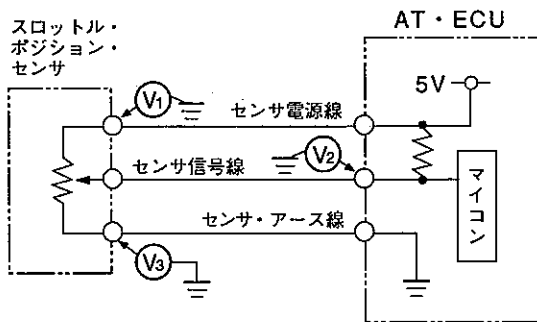 スロットル・
ポジション・
センサ
AT・ECU
V1
センサ電源線
5V
V2
センサ信号線
マイコン
センサ・アース線
V3